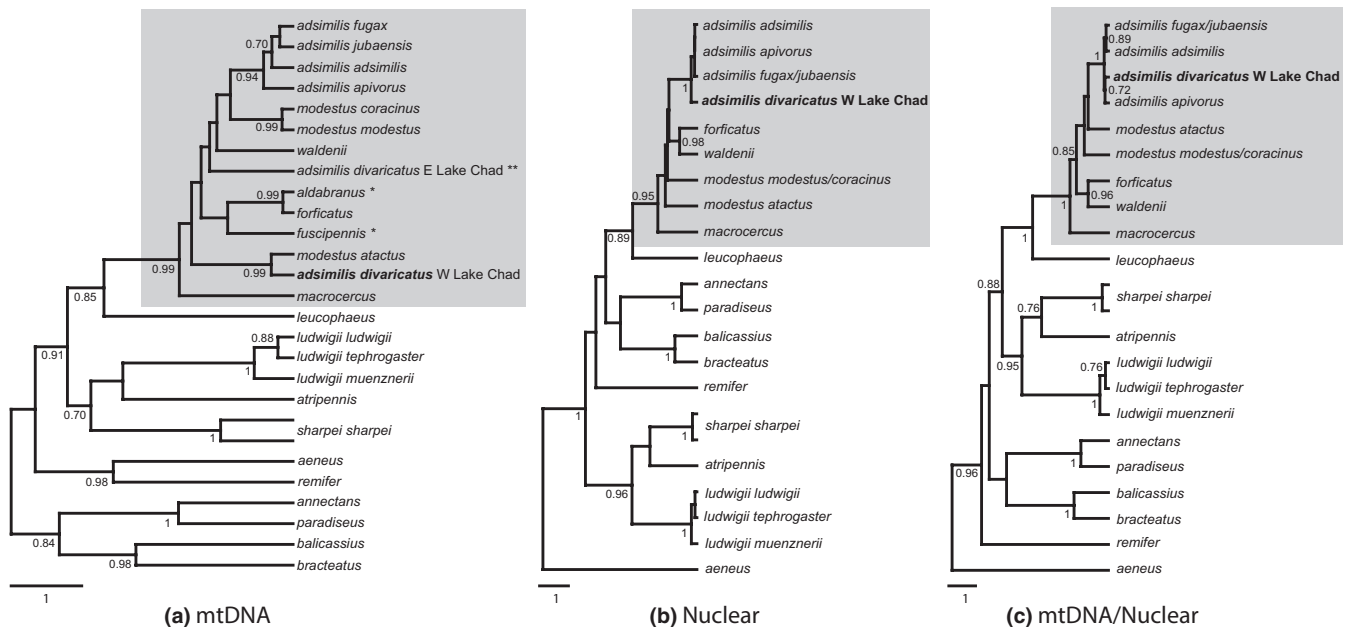 adsimilis fugax
0.70
adsimilis jubaensis
adsimilis adsimilis
0.94
adsimilis apivorus
modestus coracinus
0.99
modestus modestus
waldenii
adsimilis divaricatus E Lake Chad **
0.99
aldabranus *
forficatus
fuscipennis *
modestus atactus
0.99
adsimilis divaricatus W Lake Chad
0.99
macrocercus
0.85
leucophaeus
0.88
ludwigii ludwigii
0.91
ludwigii tephrogaster
1
ludwigii muenznerii
atripennis
0.70
sharpei sharpei
1
aeneus
0.98
remifer
annectans
1
paradiseus
0.84
balicassius
0.98
bracteatus
1
(a) mtDNA
adsimilis adsimilis
adsimilis apivorus
adsimilis fugax/jubaensis
1
adsimilis divaricatus W Lake Chad
forficatus
0.98
waldenii
modestus modestus/coracinus
0.95
modestus atactus
macrocercus
0.89
leucophaeus
annectans
1
paradiseus
balicassius
1
bracteatus
remifer
1
sharpei sharpei
1
atripennis
0.96
ludwigii ludwigii
ludwigii tephrogaster
1
ludwigii muenznerii
aeneus
1
(b) Nuclear
adsimilis fugax/jubaensis
0.89
1
adsimilis adsimilis
adsimilis divaricatus W Lake Chad
0.72
adsimilis apivorus
modestus atactus
0.85
modestus modestus/coracinus
forficatus
0.96
1
waldenii
macrocercus
1
leucophaeus
0.88
sharpei sharpei
0.76
1
atripennis
0.95
ludwigii ludwigii
0.76
ludwigii tephrogaster
1
ludwigii muenznerii
annectans
1
0.96
paradiseus
balicassius
1
bracteatus
remifer
aeneus
1
(c) mtDNA/Nuclear